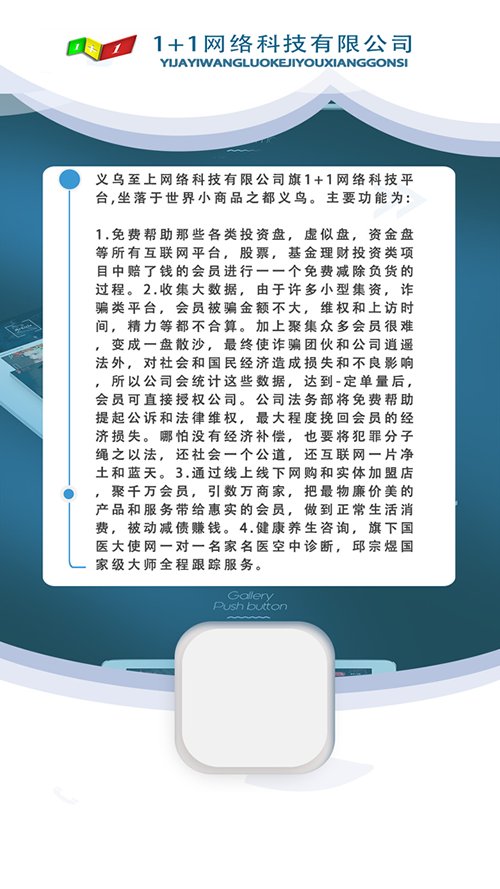 1+1
1+1网络科技有限公司
YIJAYIWANGLUOKEJIYOUXIANGGONSI
义乌至上网络科技有限公司旗1+1网络科技平
台,坐落于世界小商品之都义鸟。主要功能为:
1.免费帮助那些各类投资盘，虚似盘，资金盘
等所有互联网平台，股票，基金理财投资类项
目中赔了钱的会员进行一一个免费减除负货的
过程。2.收集大数据，由于许多小型集资，诈
骗类平台，会员被骗金额不大，维权和上访时
间，精力等都不合算。加上聚集众多会员很难
，变成一盘散沙，最终使诈骗团伙和公司逍遥
法外，对社会和国民经济造成损失和不良影响
，所以公司会统计这些数据，达到-定单量后，
会员可直接授权公司。公司法务部将免费帮助
提起公诉和法律维权，最大程度挽回会员的经
济损失。哪怕没有经济补偿，也要将犯罪分子
绳之以法，还社会一个公道，还互联网一片净
土和蓝天。3.通过线上线下网购和实体加盟店
，聚千万会员，引数万商家，把最物廉价美的
产品和服务带给惠实的会员，做到正常生活消
费，被动减债赚钱。4.健康养生咨询，旗下国
医大使网一对一名家名医空中诊断，邱宗煜国
家级大师全程跟踪服务。
Gallery
Push button